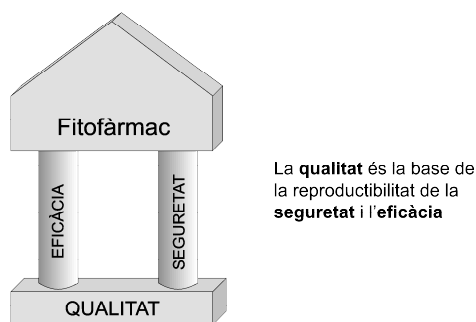 Fitofàrmac
EFICÀCIA
SEGURETAT
QUALITAT
La qualitat és la base de
la reproductibilitat de la
seguretat i l'eficàcia